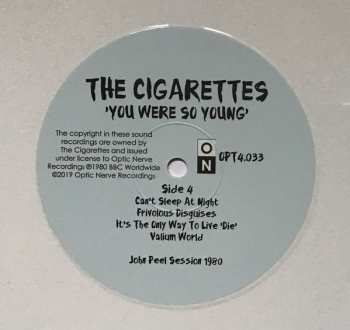 THE CIGARETTES
'YOU WERE SO YOUNG'
The copyright in these sound
recordings are owned by
The Cigarettes and issued
under license to Optic Nerve
Recordings ℗1980 BBC Worldwide
©2019 Optic Nerve Recordings
O
N
OPT4.033
Side 4
Can't Sleep At Night
Frivolous Disguises
It's The Only Way To Live 'Die'
Valium World
John Peel Session 1980